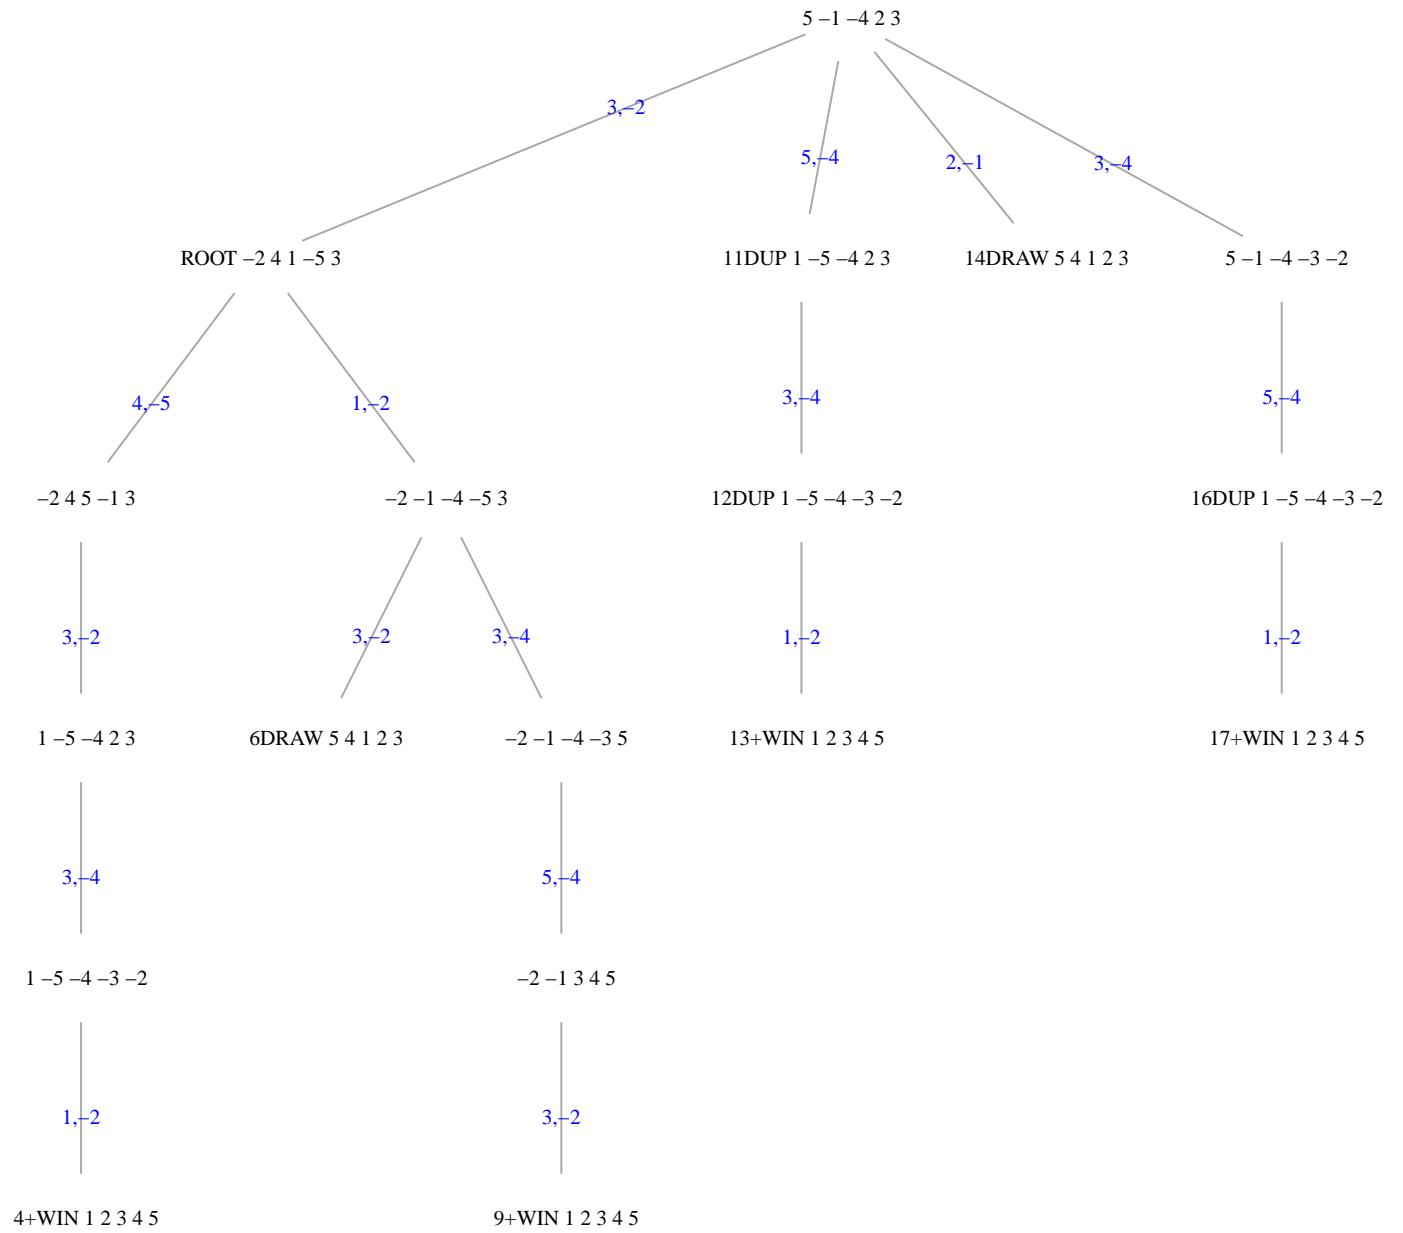 5 −1 −4 2 3
3,−2
5,−4
2,−1
3,−4
ROOT −2 4 1 −5 3
11DUP 1 −5 −4 2 3
14DRAW 5 4 1 2 3
5 −1 −4 −3 −2
4,−5
1,−2
3,−4
5,−4
−2 4 5 −1 3
−2 −1 −4 −5 3
12DUP 1 −5 −4 −3 −2
16DUP 1 −5 −4 −3 −2
3,−2
3,−2
3,−4
1,−2
1,−2
1 −5 −4 2 3
6DRAW 5 4 1 2 3
−2 −1 −4 −3 5
13+WIN 1 2 3 4 5
17+WIN 1 2 3 4 5
3,−4
5,−4
1 −5 −4 −3 −2
−2 −1 3 4 5
1,−2
3,−2
4+WIN 1 2 3 4 5
9+WIN 1 2 3 4 5